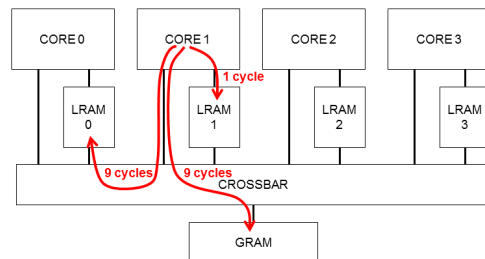 CORE 0
CORE 1
CORE 2
CORE 3
1 cycle
LRAM
0
LRAM
1
LRAM
2
LRAM
3
9 cycles
9 cycles
CROSSBAR
GRAM